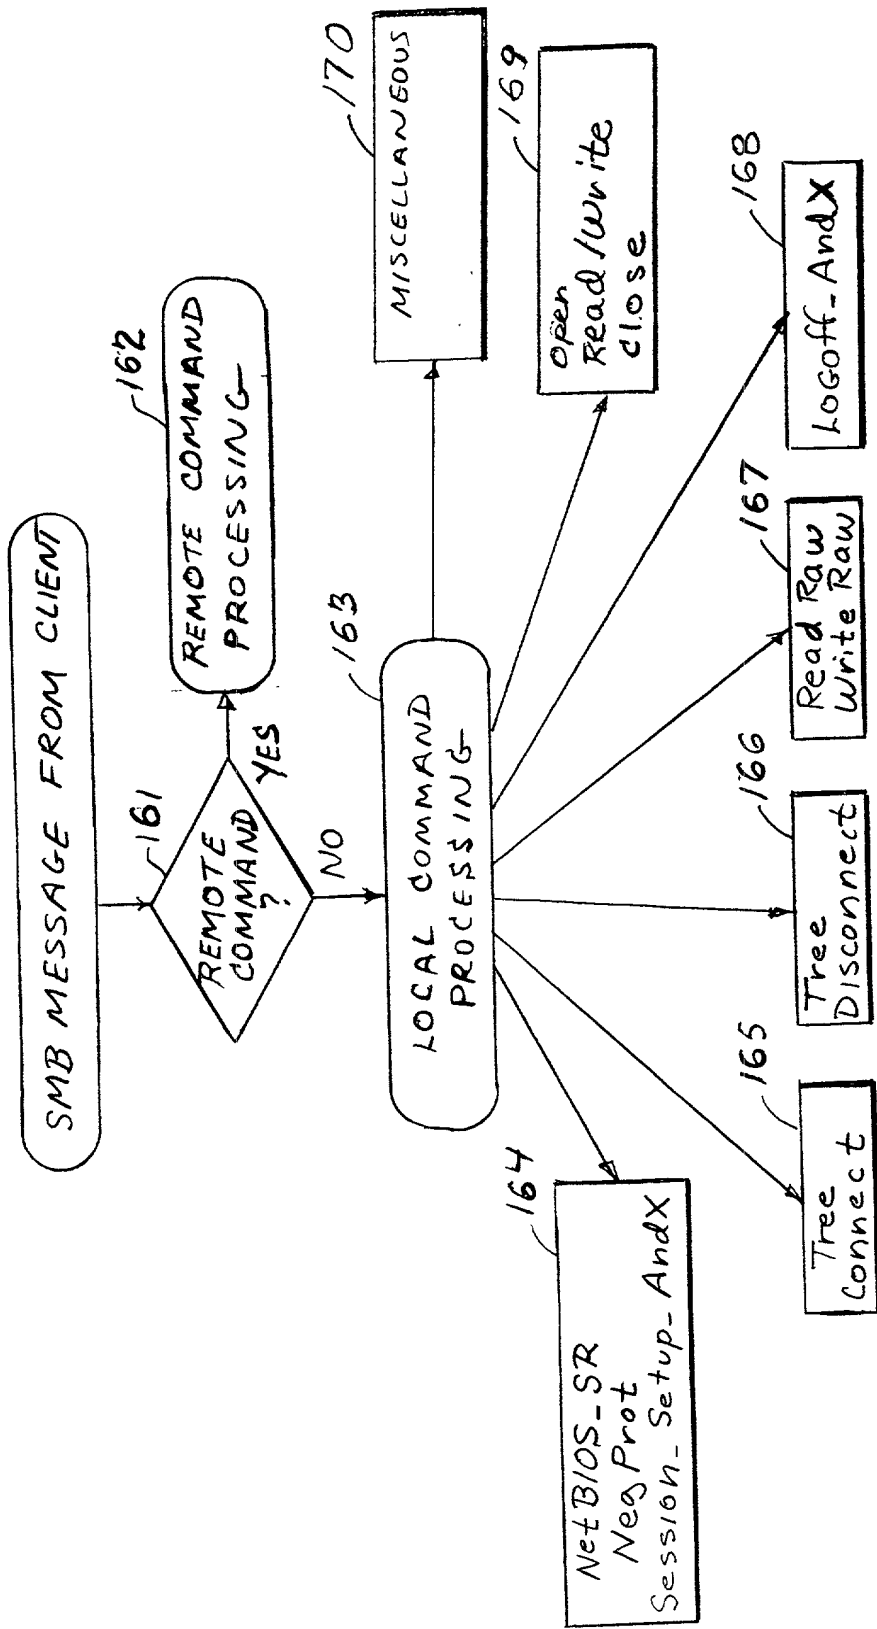 SMB MESSAGE FROM CLIENT
161
REMOTE
COMMAND
?
YES
162
REMOTE COMMAND
PROCESSING
NO
163
LOCAL COMMAND
PROCESSING
164
NetBIOS_SR
NegProt
Session_Setup_AndX
165
Tree
Connect
166
Tree
Disconnect
167
Read Raw
Write Raw
168
LOGOff_AndX
169
Open
Read/Write
Close
170
MISCELLANEOUS